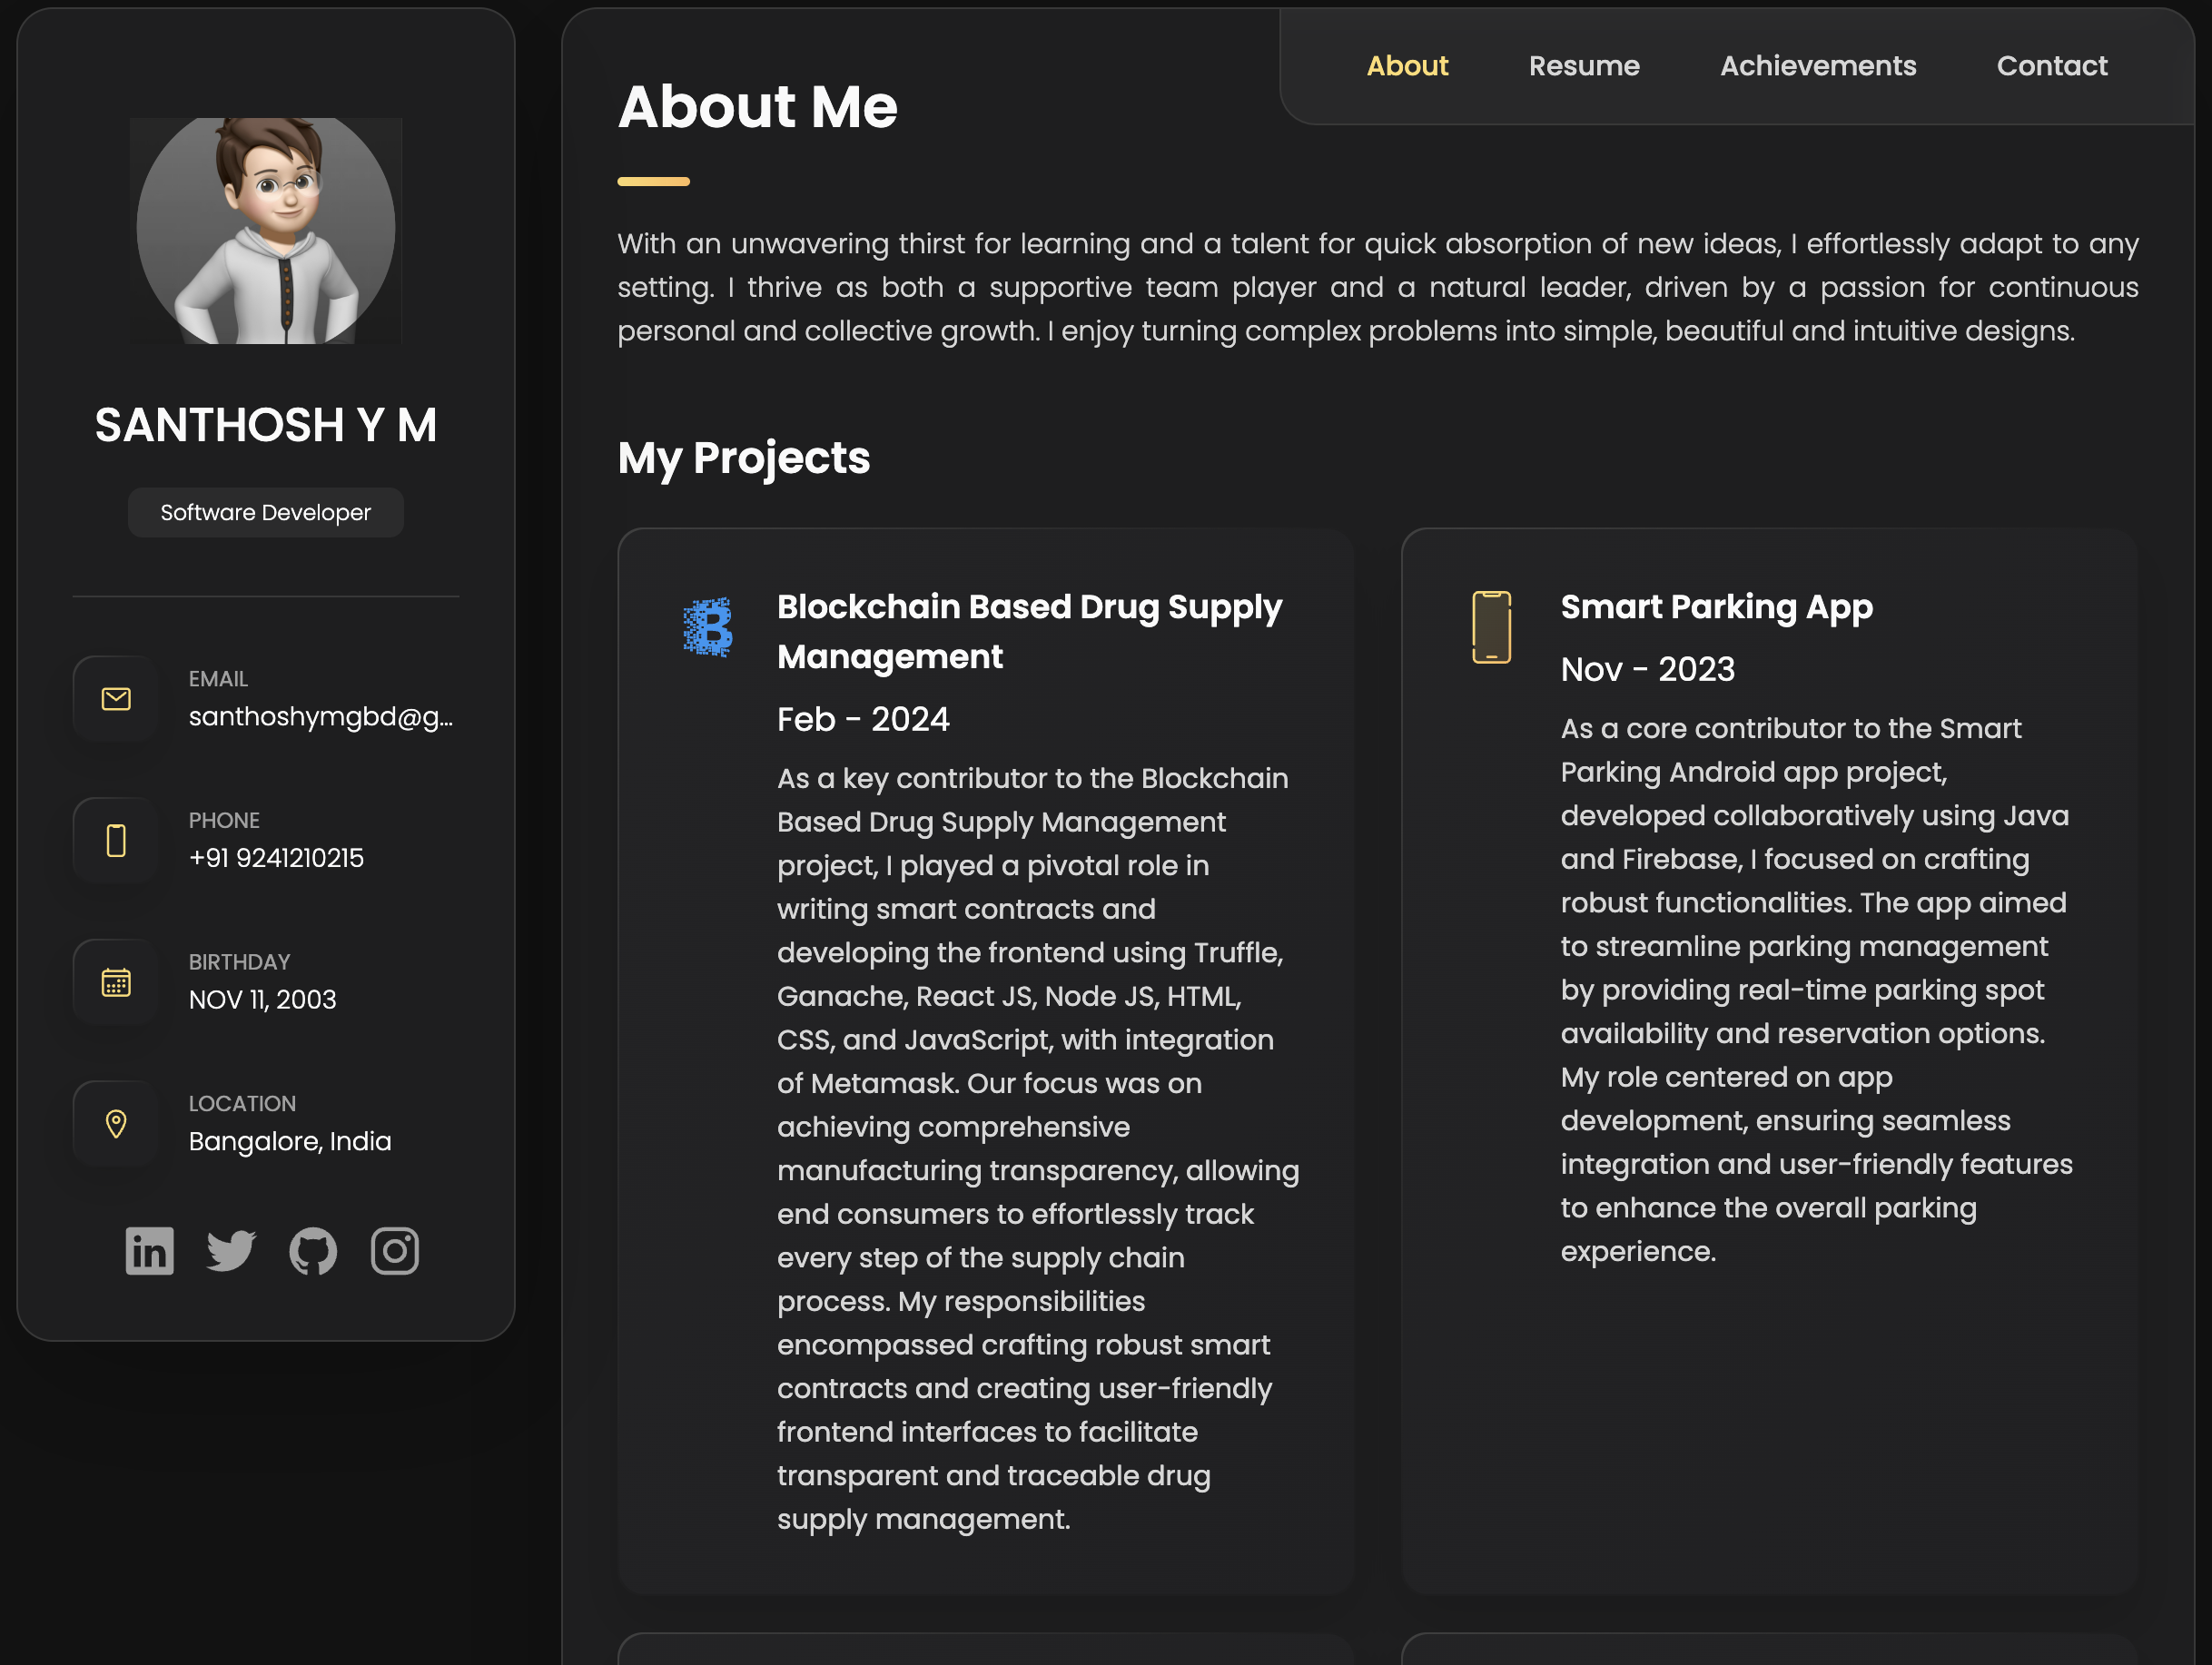 SANTHOSH Y M
Software Developer
EMAIL
santhoshymgbd@g...
PHONE
+91 9241210215
BIRTHDAY
NOV 11, 2003
LOCATION
Bangalore, India
in
About
Resume
Achievements
Contact
About Me
With an unwavering thirst for learning and a talent for quick absorption of new ideas, I effortlessly adapt to any
setting. I thrive as both a supportive team player and a natural leader, driven by a passion for continuous
personal and collective growth. I enjoy turning complex problems into simple, beautiful and intuitive designs.
My Projects
Blockchain Based Drug Supply
Management
Feb - 2024
As a key contributor to the Blockchain
Based Drug Supply Management
project, I played a pivotal role in
writing smart contracts and
developing the frontend using Truffle,
Ganache, React JS, Node JS, HTML,
CSS, and JavaScript, with integration
of Metamask. Our focus was on
achieving comprehensive
manufacturing transparency, allowing
end consumers to effortlessly track
every step of the supply chain
process. My responsibilities
encompassed crafting robust smart
contracts and creating user-friendly
frontend interfaces to facilitate
transparent and traceable drug
supply management.
Smart Parking App
Nov - 2023
As a core contributor to the Smart
Parking Android app project,
developed collaboratively using Java
and Firebase, I focused on crafting
robust functionalities. The app aimed
to streamline parking management
by providing real-time parking spot
availability and reservation options.
My role centered on app
development, ensuring seamless
integration and user-friendly features
to enhance the overall parking
experience.